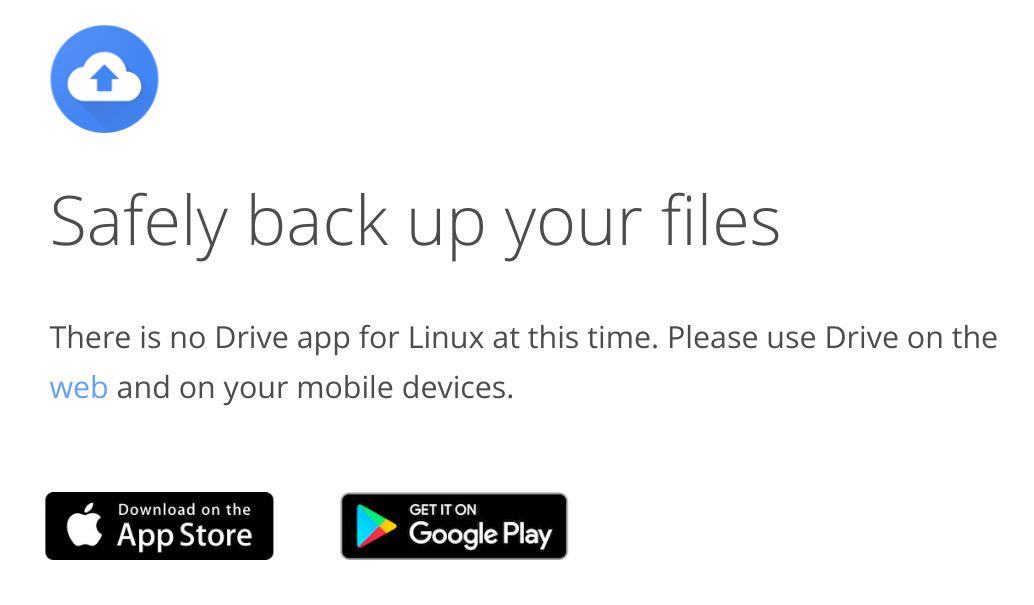 Safely back up your files
There is no Drive app for Linux at this time. Please use Drive on the
web and on your mobile devices.
Download on the
App Store
GET IT ON
Google Play